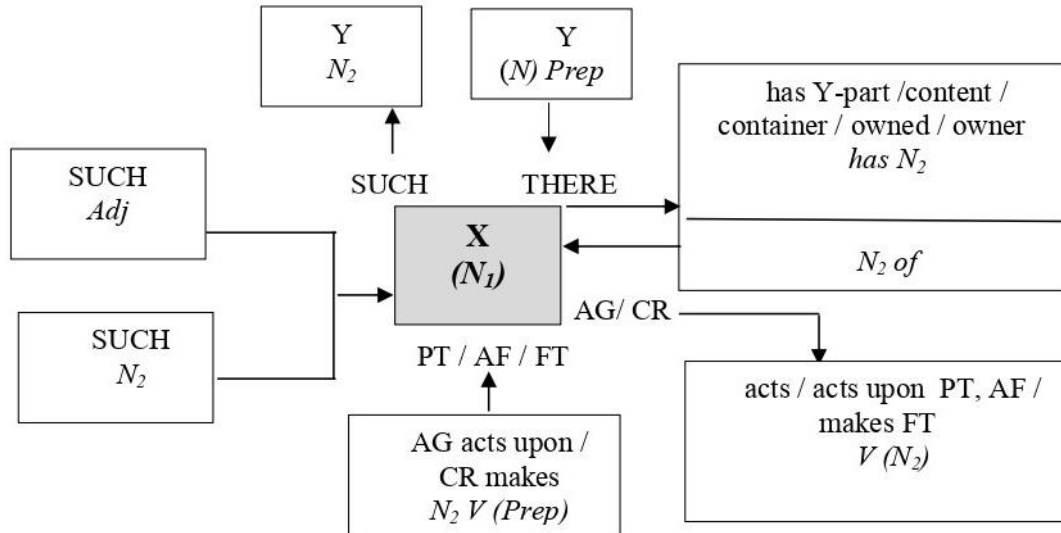 Y
N₂
Y
(N) Prep
has Y-part /content /
container / owned / owner
has N₂
N₂ of
SUCH
Adj
SUCH
THERE
X
(N₁)
SUCH
N₂
AG/ CR
PT / AF / FT
AG acts upon /
CR makes
N₂ V (Prep)
acts / acts upon PT, AF /
makes FT
V (N₂)